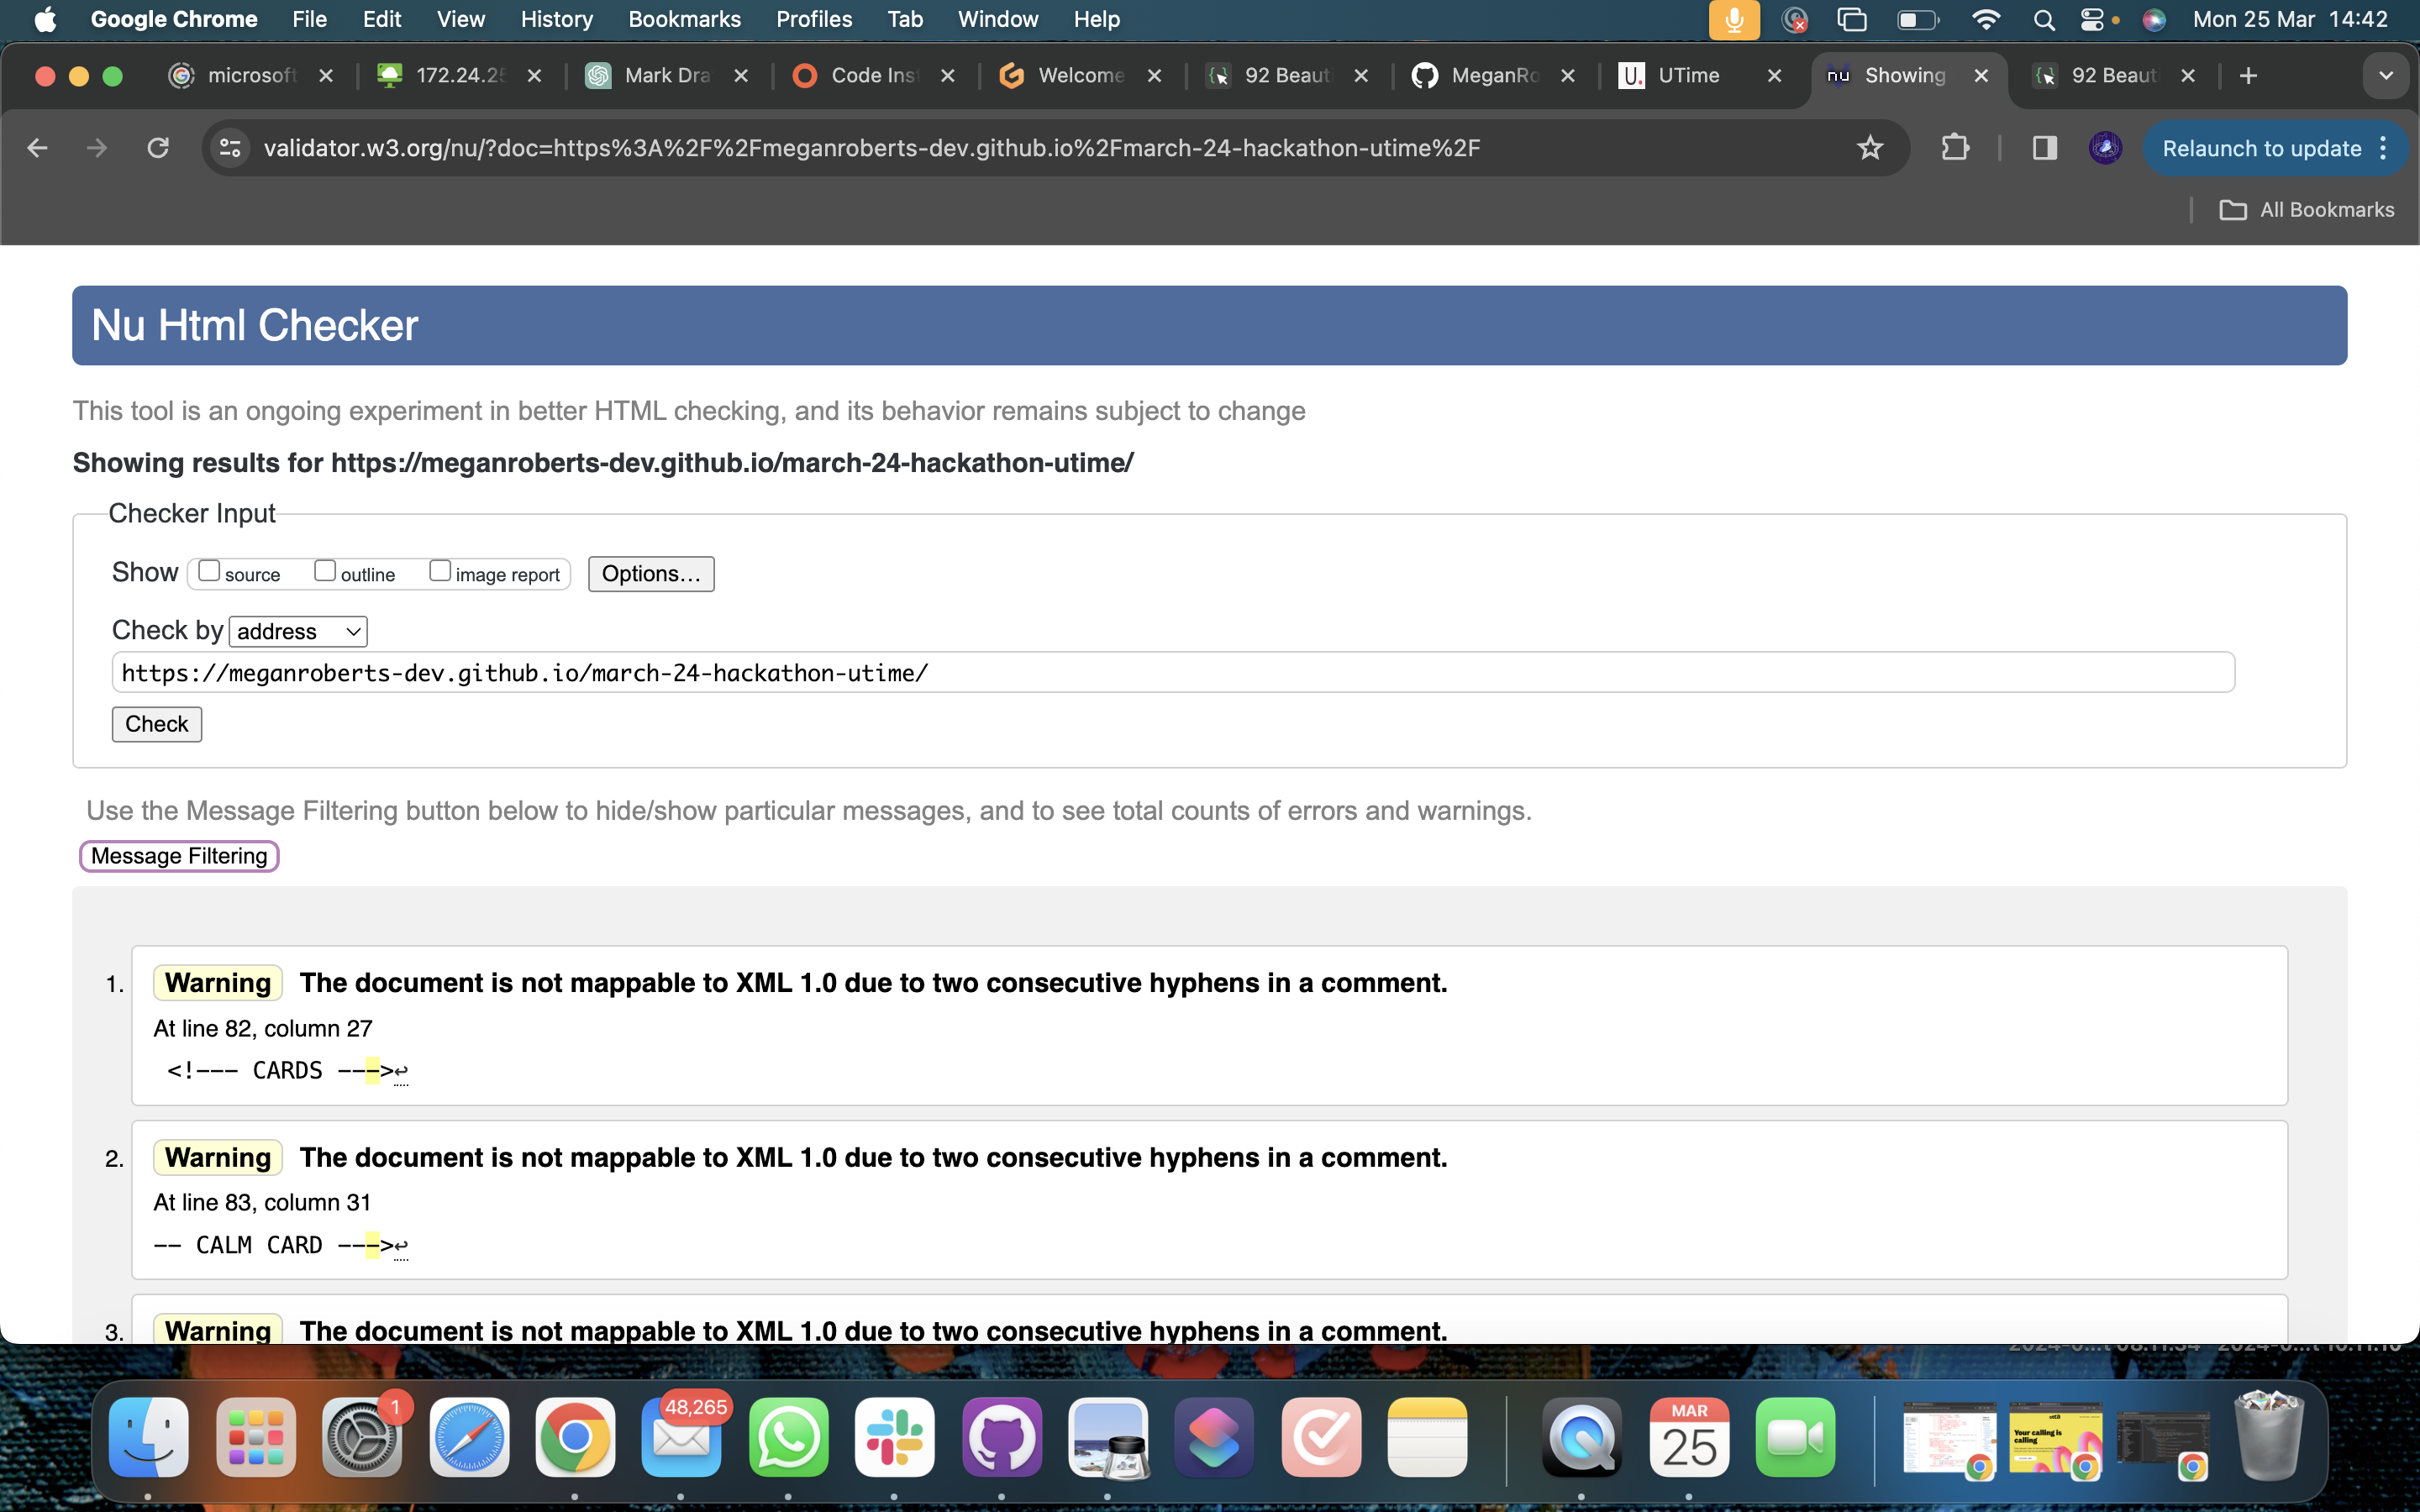 Google Chrome File Edit View History Bookmarks Profiles Tab Window Help Mon 25 Mar 14:42
microsoft 172.24.25 Mark Dra Code Inst Welcome 92 Beaut MeganRo UTime Showing 92 Beaut
validator.w3.org/nu/?doc=https%3A%2F%2Fmeganroberts-dev.github.io%2Fmarch-24-hackathon-utime%2F Relaunch to update
All Bookmarks
Nu Html Checker
This tool is an ongoing experiment in better HTML checking, and its behavior remains subject to change
Showing results for https://meganroberts-dev.github.io/march-24-hackathon-utime/
Checker Input
Show source outline image report Options...
Check by address
https://meganroberts-dev.github.io/march-24-hackathon-utime/
Check
Use the Message Filtering button below to hide/show particular messages, and to see total counts of errors and warnings.
Message Filtering
1. Warning The document is not mappable to XML 1.0 due to two consecutive hyphens in a comment.
At line 82, column 27
<!--- CARDS --->↩
2. Warning The document is not mappable to XML 1.0 due to two consecutive hyphens in a comment.
At line 83, column 31
-- CALM CARD --->↩
3. Warning The document is not mappable to XML 1.0 due to two consecutive hyphens in a comment.
1
48,265
MAR
25
Your calling is
calling